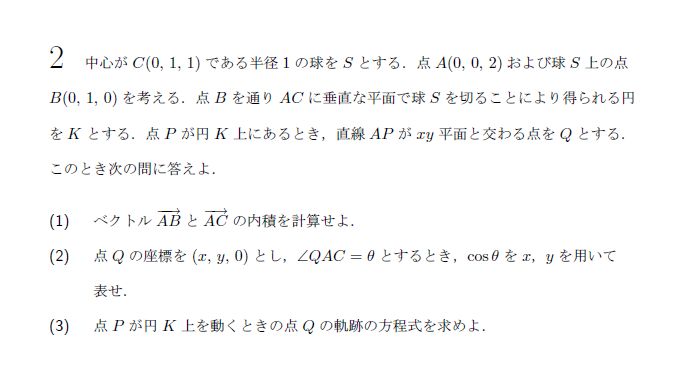 2 中心が C(0, 1, 1) である半径 1 の球を S とする．点 A(0, 0, 2) および球 S 上の点
B(0, 1, 0) を考える．点 B を通り AC に垂直な平面で球 S を切ることにより得られる円
を K とする．点 P が円 K 上にあるとき，直線 AP が xy 平面と交わる点を Q とする．
このとき次の問に答えよ．
(1) ベクトル \overrightarrow{AB} と \overrightarrow{AC} の内積を計算せよ．
(2) 点 Q の座標を (x, y, 0) とし，∠QAC = θ とするとき，cos θ を x，y を用いて
表せ．
(3) 点 P が円 K 上を動くときの点 Q の軌跡の方程式を求めよ．